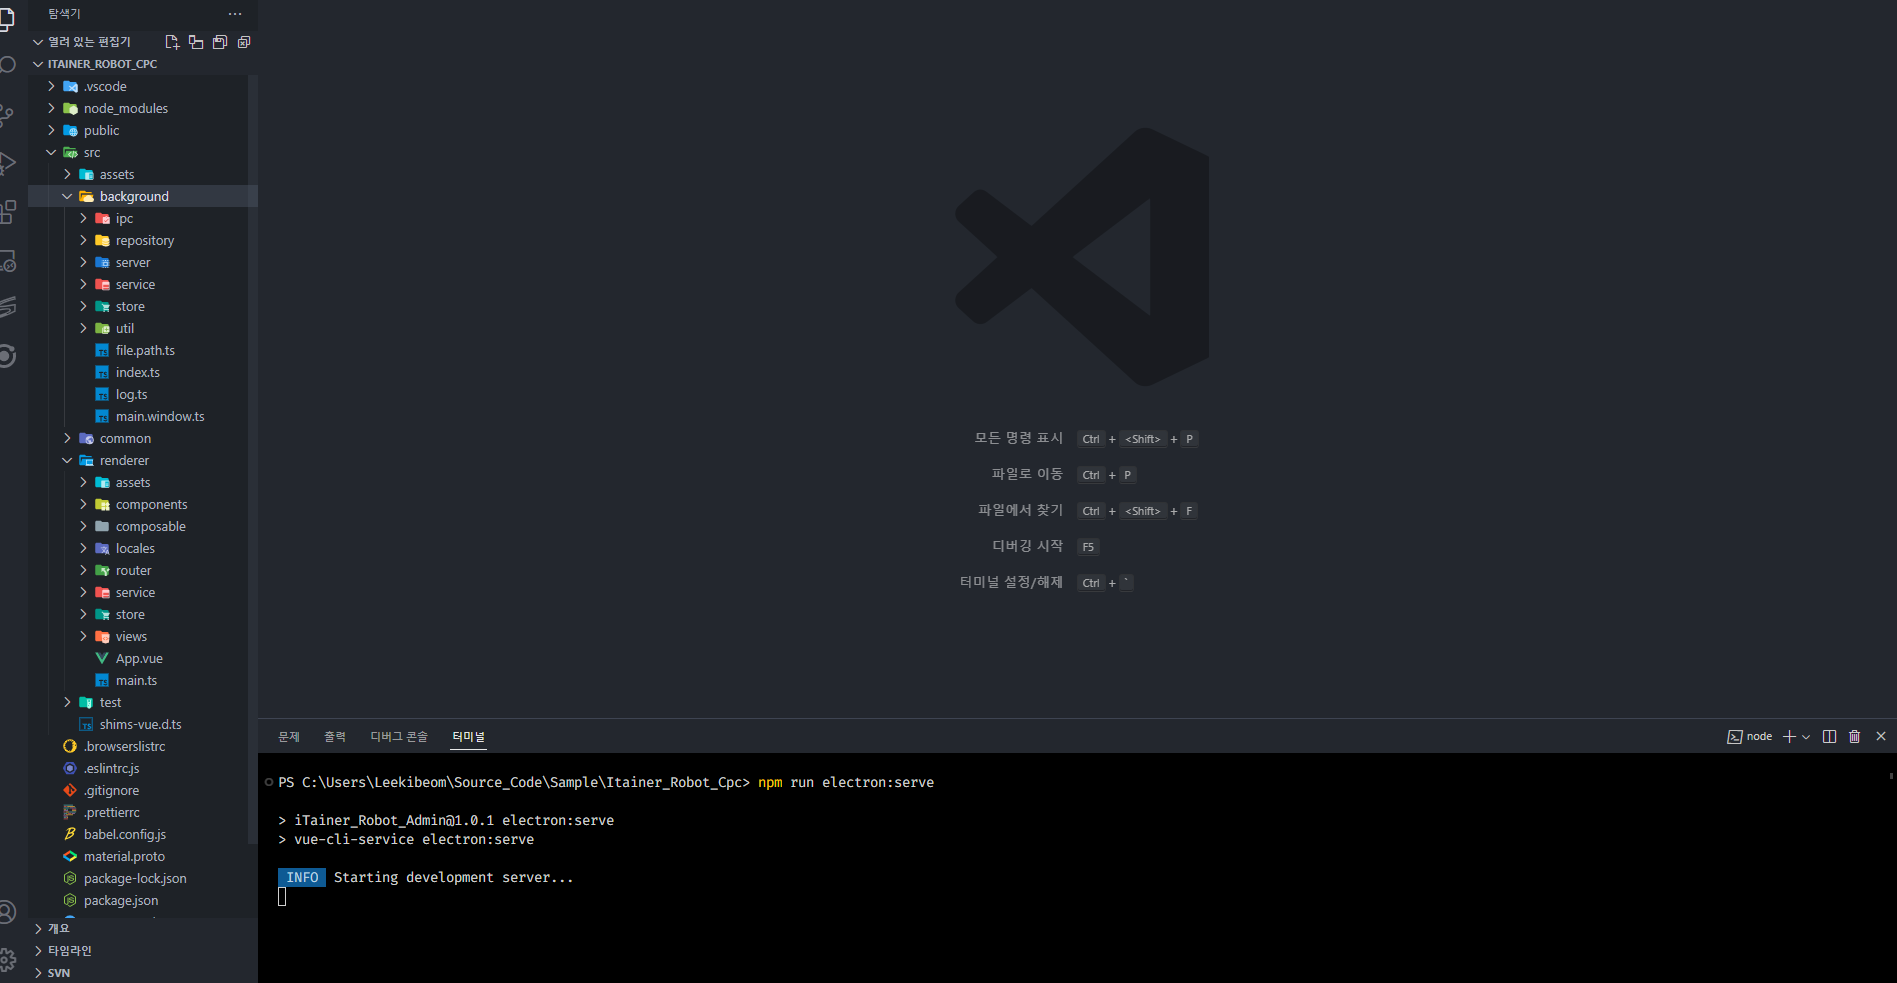 탐색기
열려 있는 편집기
ITAINER_ROBOT_CPC
.vscode
node_modules
public
src
assets
background
ipc
repository
server
service
store
util
file.path.ts
index.ts
log.ts
main.window.ts
common
renderer
assets
components
composable
locales
router
service
store
views
App.vue
main.ts
test
shims-vue.d.ts
.browserslistrc
.eslintrc.js
.gitignore
.prettierrc
babel.config.js
material.proto
package-lock.json
package.json
개요
타임라인
SVN
모든 명령 표시 Ctrl + <Shift> + P
파일로 이동 Ctrl + P
파일에서 찾기 Ctrl + <Shift> + F
디버깅 시작 F5
터미널 설정/해제 Ctrl + `
문제 출력 디버그 콘솔 터미널 node
PS C:\Users\Leekibeom\Source_Code\Sample\Itainer_Robot_Cpc> npm run electron:serve
> iTainer_Robot_Admin@1.0.1 electron:serve
> vue-cli-service electron:serve
INFO Starting development server...